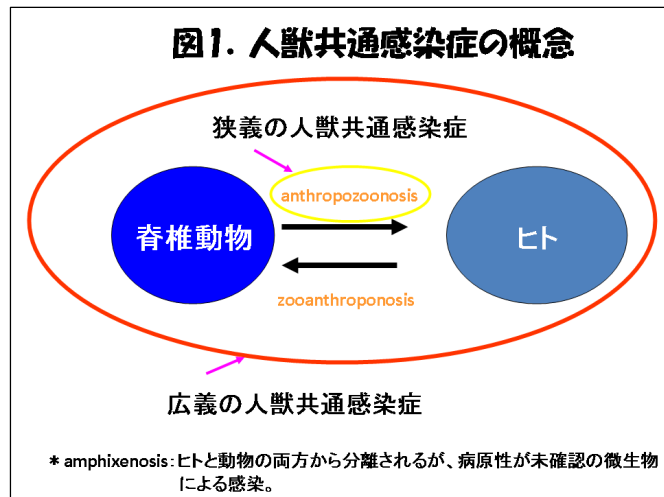 図1. 人獣共通感染症の概念
狭義の人獣共通感染症
anthropozoonosis
脊椎動物
ヒト
zooanthroponosis
広義の人獣共通感染症
* amphixenosis：ヒトと動物の両方から分離されるが、病原性が未確認の微生物
による感染。